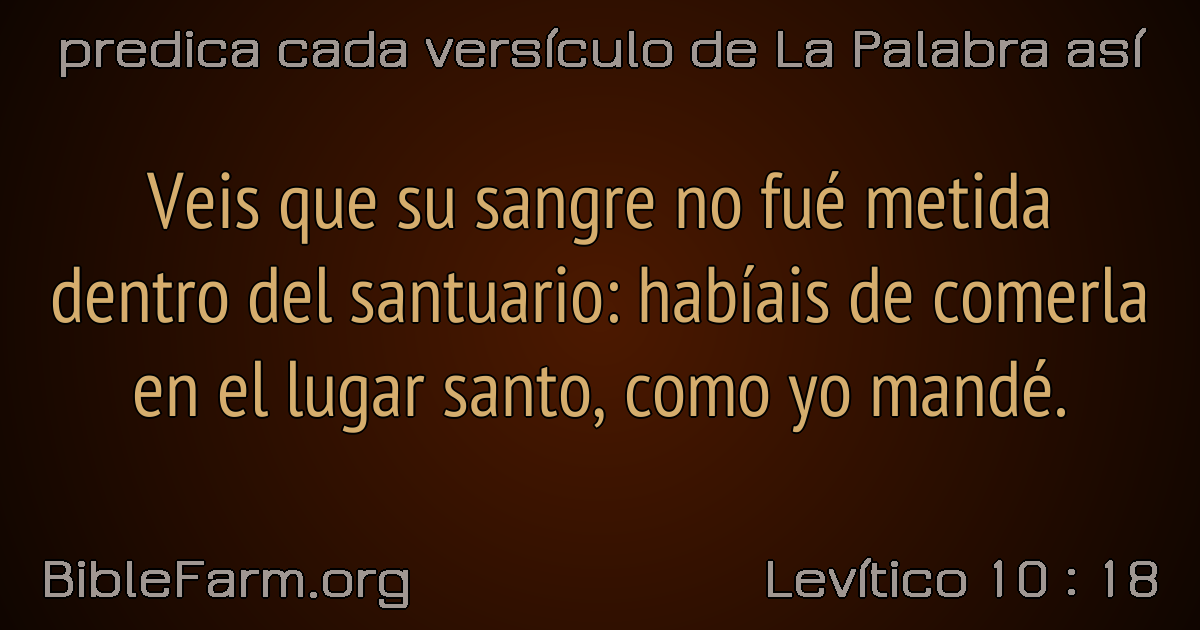 predica cada versículo de La Palabra así
Veis que su sangre no fué metida
dentro del santuario: habíais de comerla
en el lugar santo, como yo mandé.
BibleFarm.org
Levítico 10 : 18